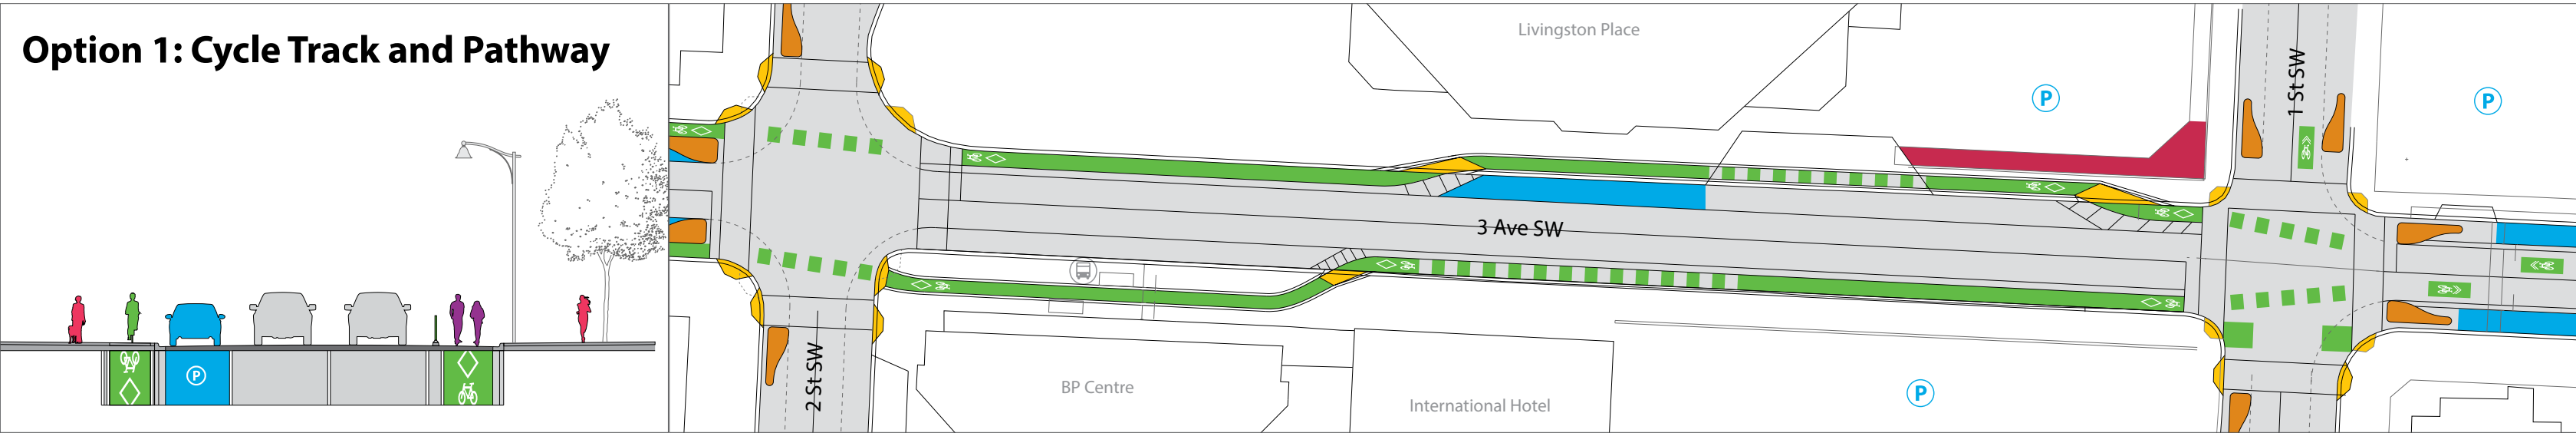 Option 1: Cycle Track and Pathway
P
2 St SW
BP Centre
International Hotel
3 Ave SW
Livingston Place
P
P
1 St SW
P